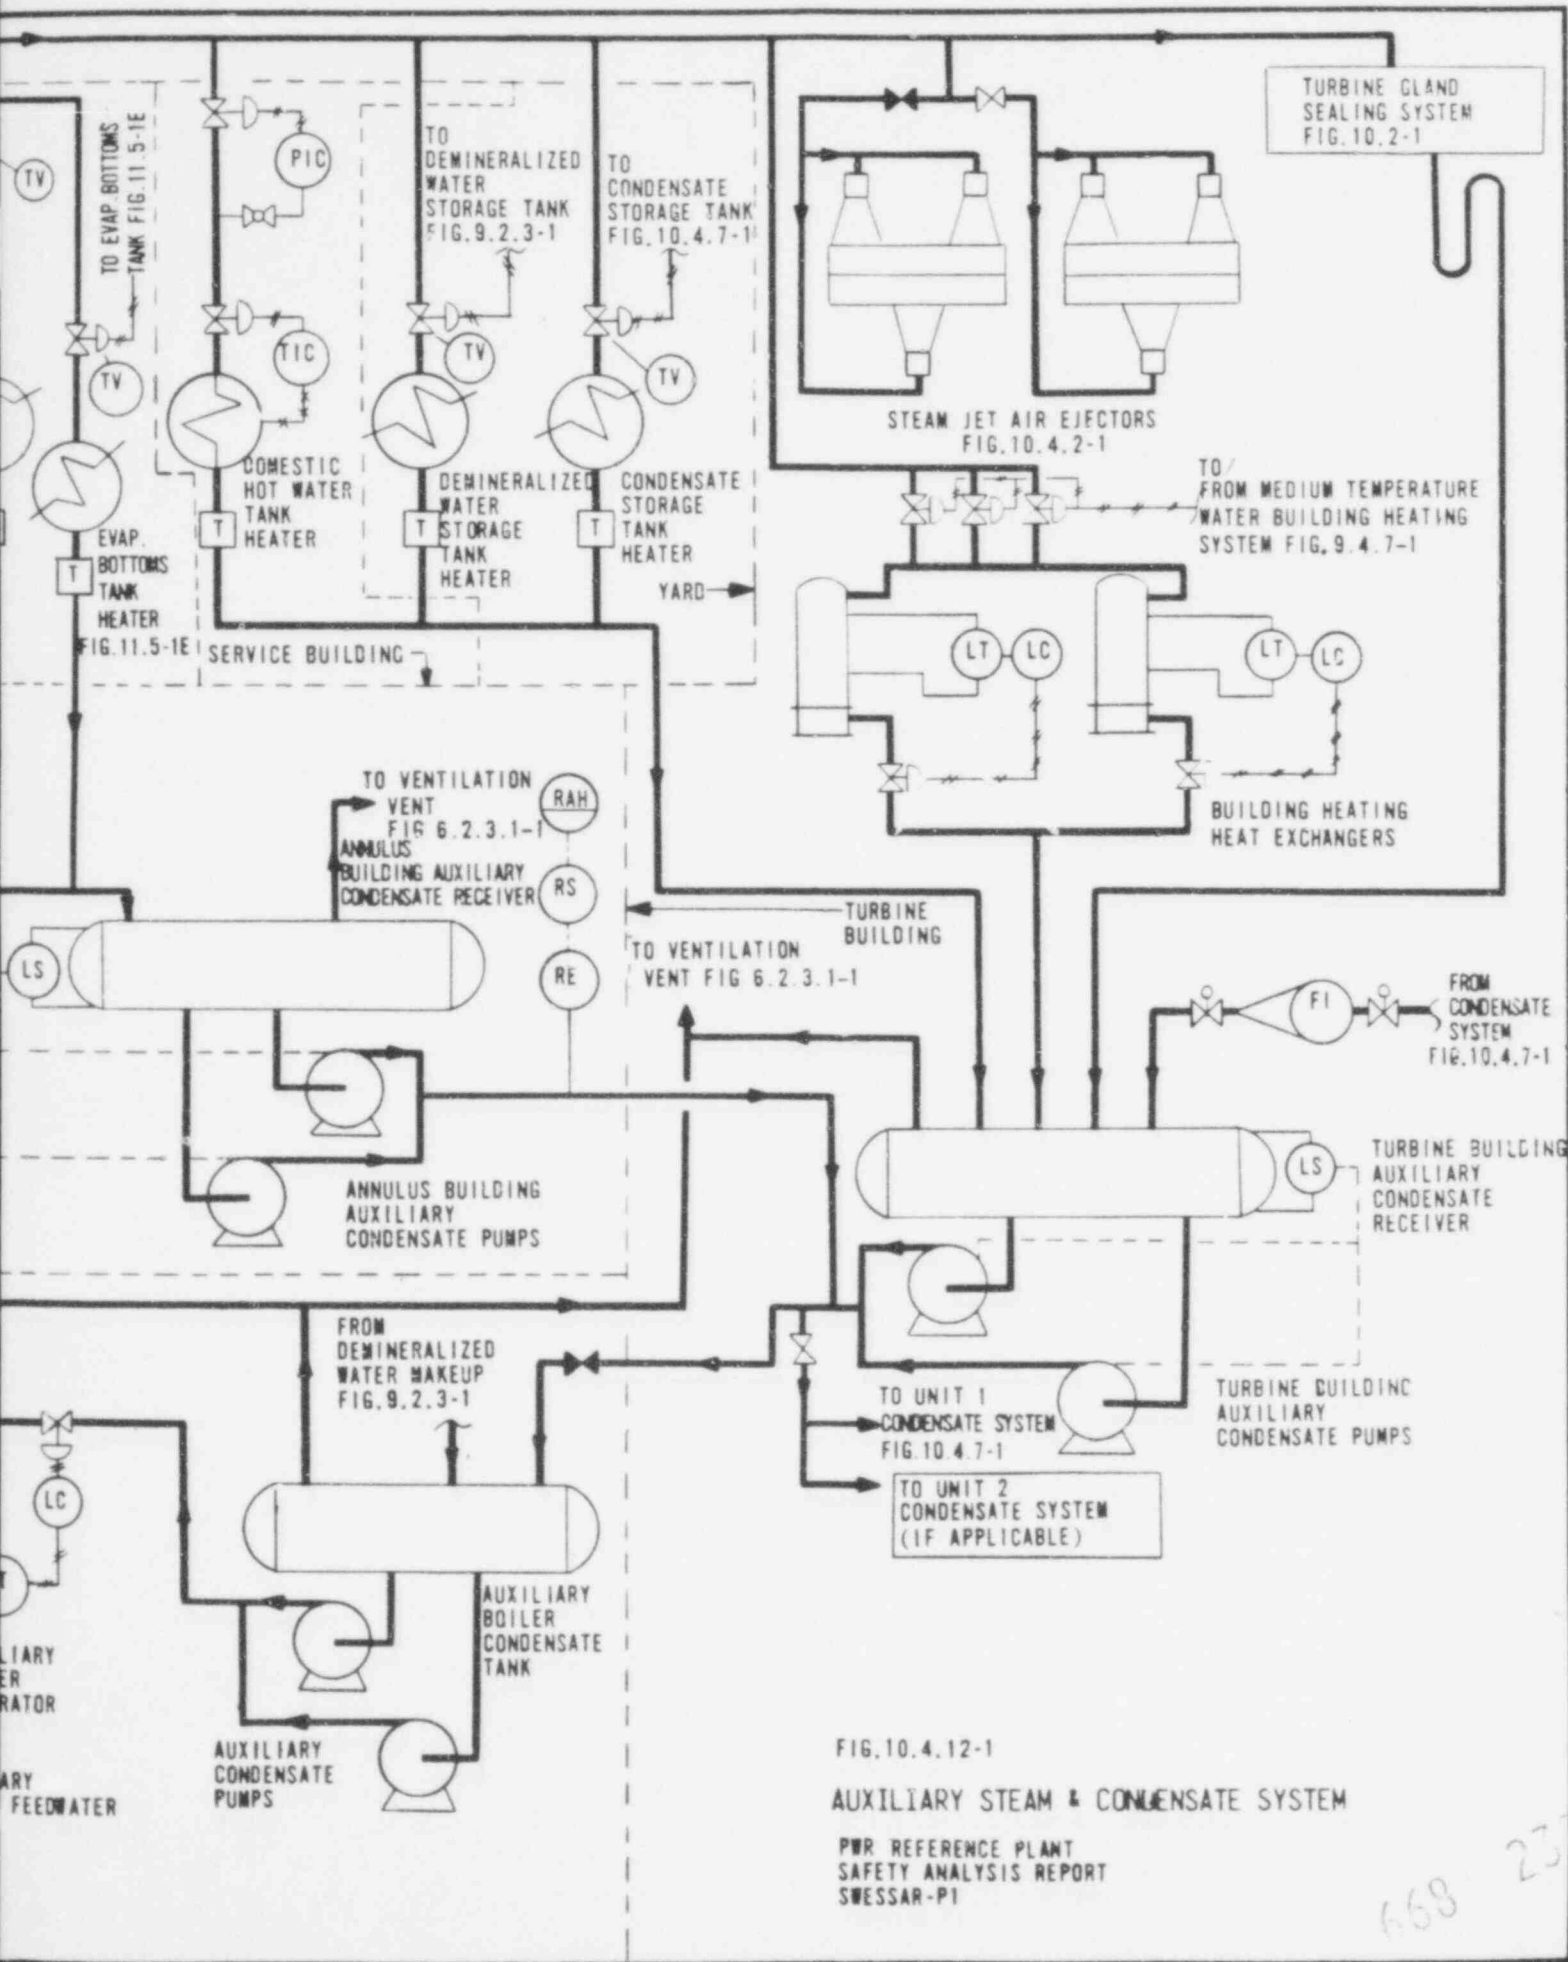 TURBINE GLAND
SEALING SYSTEM
FIG.10.2-1
TO EVAP.BOTTOMS
TANK FIG.11.5-1E
TV
PIC
TO
DEMINERALIZED
WATER
STORAGE TANK
FIG.9.2.3-1
TO
CONDENSATE
STORAGE TANK
FIG.10.4.7-1
TV
TIC
TV
TV
STEAM JET AIR EJECTORS
FIG.10.4.2-1
DOMESTIC
HOT WATER
TANK
HEATER
T
DEMINERALIZED
WATER
STORAGE
TANK
HEATER
T
CONDENSATE
STORAGE
TANK
HEATER
T
TO/
FROM MEDIUM TEMPERATURE
WATER BUILDING HEATING
SYSTEM FIG.9.4.7-1
EVAP.
BOTTOMS
TANK
HEATER
FIG.11.5-1E
T
YARD
SERVICE BUILDING
LT
LC
LT
LC
TO VENTILATION
VENT
FIG 6.2.3.1-1
RAH
BUILDING HEATING
HEAT EXCHANGERS
ANNULUS
BUILDING AUXILIARY
CONDENSATE RECEIVER
RS
TURBINE
BUILDING
LS
RE
TO VENTILATION
VENT FIG 6.2.3.1-1
FI
FROM
CONDENSATE
SYSTEM
FIG.10.4.7-1
ANNULUS BUILDING
AUXILIARY
CONDENSATE PUMPS
LS
TURBINE BUILDING
AUXILIARY
CONDENSATE
RECEIVER
FROM
DEMINERALIZED
WATER MAKEUP
FIG.9.2.3-1
TO UNIT 1
CONDENSATE SYSTEM
FIG.10.4.7-1
TURBINE BUILDING
AUXILIARY
CONDENSATE PUMPS
TO UNIT 2
CONDENSATE SYSTEM
(IF APPLICABLE)
LC
T
AUXILIARY
BOILER
CONDENSATE
TANK
LIARY
ER
RATOR
AUXILIARY
CONDENSATE
PUMPS
ARY
FEEDWATER
FIG.10.4.12-1
AUXILIARY STEAM & CONDENSATE SYSTEM
PWR REFERENCE PLANT
SAFETY ANALYSIS REPORT
SWESSAR-P1
668 23